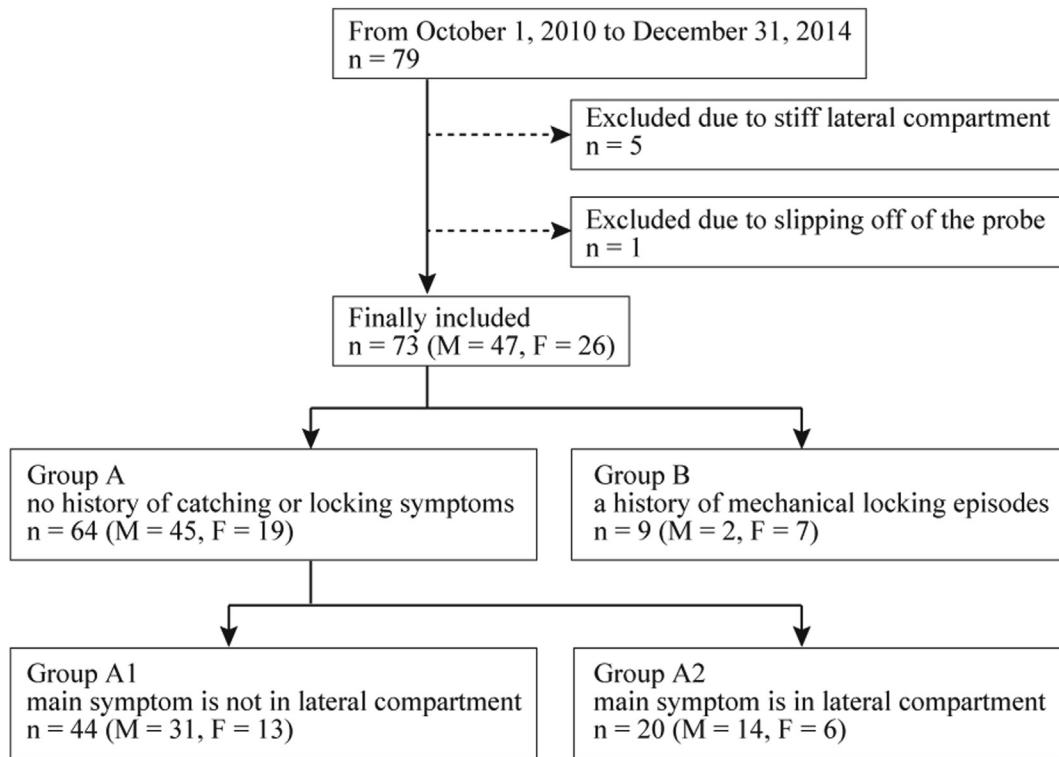 From October 1, 2010 to December 31, 2014
n = 79
Excluded due to stiff lateral compartment
n = 5
Excluded due to slipping off of the probe
n = 1
Finally included
n = 73 (M = 47, F = 26)
Group A
no history of catching or locking symptoms
n = 64 (M = 45, F = 19)
Group B
a history of mechanical locking episodes
n = 9 (M = 2, F = 7)
Group A1
main symptom is not in lateral compartment
n = 44 (M = 31, F = 13)
Group A2
main symptom is in lateral compartment
n = 20 (M = 14, F = 6)